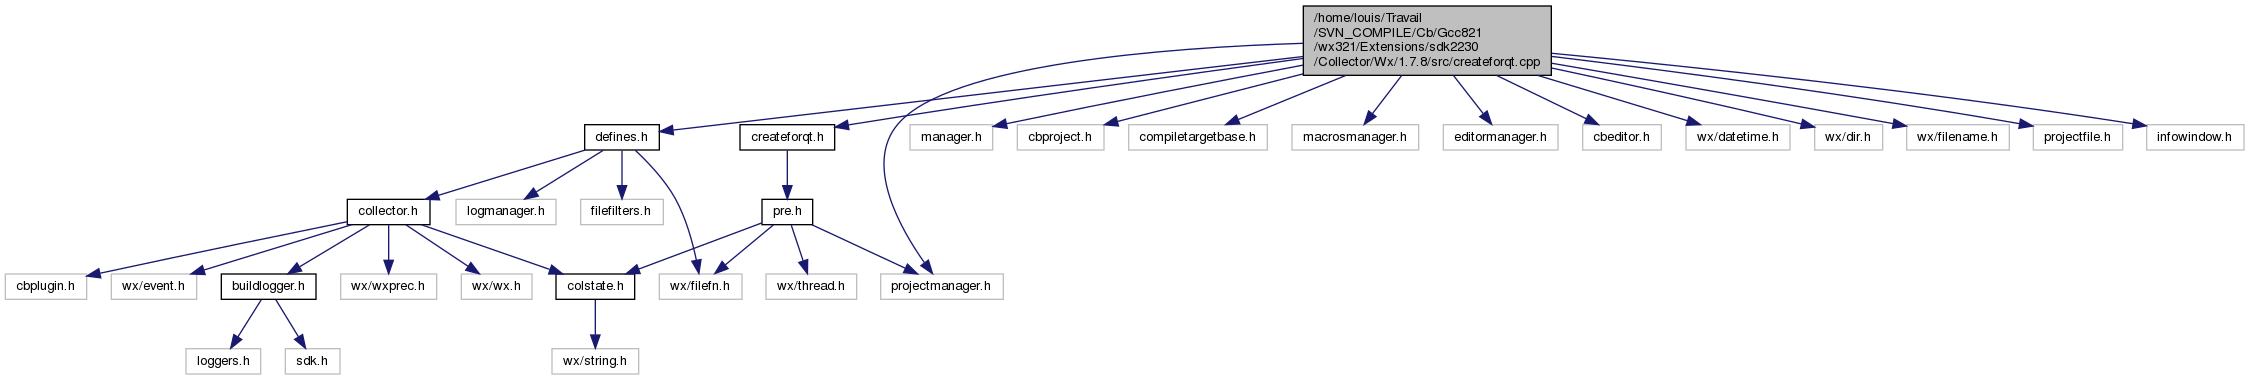 /home/louis/Travail
/SVN_COMPILE/Cb/Gcc821
/wx321/Extensions/sdk2230
/Collector/Wx/1.7.8/src/createforqt.cpp
defines.h
createforqt.h
manager.h
cbproject.h
compiletargetbase.h
macrosmanager.h
editormanager.h
cbeditor.h
wx/datetime.h
wx/dir.h
wx/filename.h
projectfile.h
infowindow.h
collector.h
logmanager.h
filefilters.h
pre.h
cbplugin.h
wx/event.h
buildlogger.h
wx/wxprec.h
wx/wx.h
colstate.h
wx/filefn.h
wx/thread.h
projectmanager.h
loggers.h
sdk.h
wx/string.h